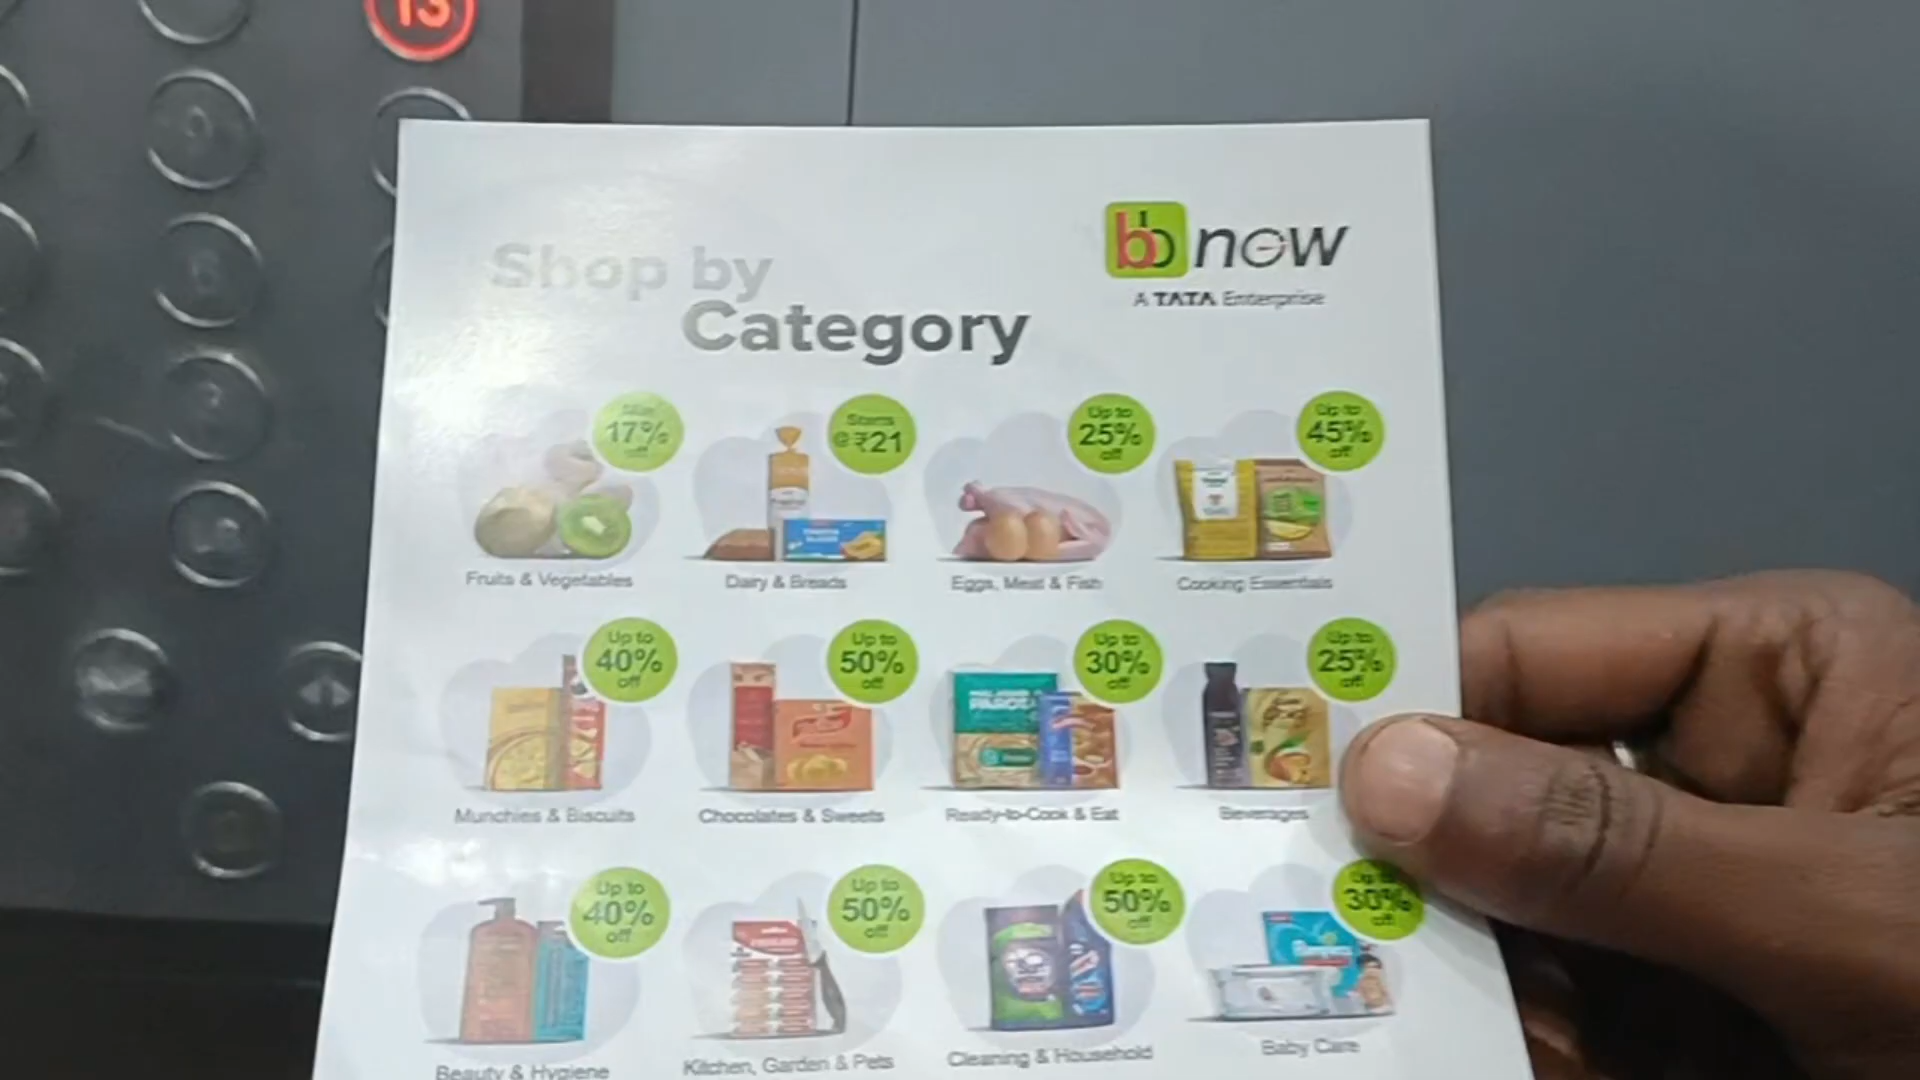 13
Shop by
Category
bb now
A TATA Enterprise
17%
off
Starts
@₹21
Up to
25%
off
Up to
45%
off
Fruits & Vegetables
Dairy & Breads
Eggs, Meat & Fish
Cooking Essentials
Up to
40%
off
Up to
50%
off
Up to
30%
off
Up to
25%
off
Munchies & Biscuits
Chocolates & Sweets
Ready-to-Cook & Eat
Beverages
Up to
40%
off
Up to
50%
off
Up to
50%
off
Up to
30%
off
Beauty & Hygiene
Kitchen, Garden & Pets
Cleaning & Household
Baby Care